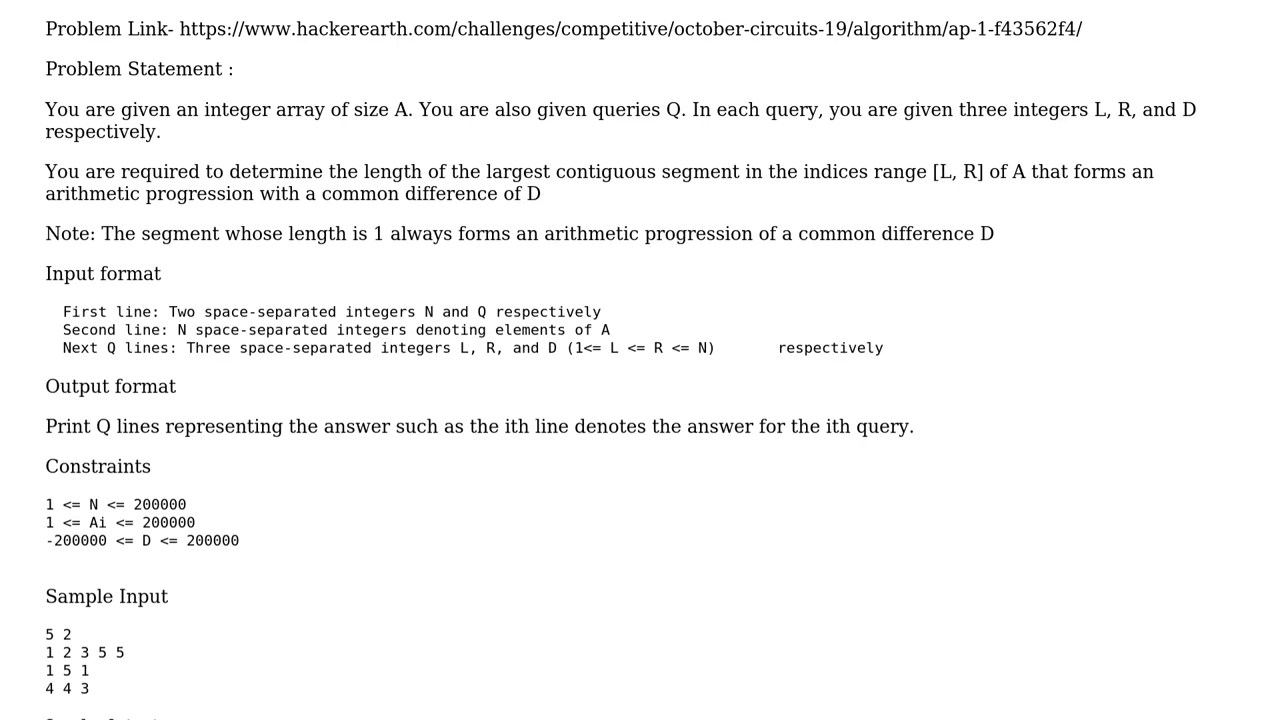 Problem Link- https://www.hackerearth.com/challenges/competitive/october-circuits-19/algorithm/ap-1-f43562f4/
Problem Statement :
You are given an integer array of size A. You are also given queries Q. In each query, you are given three integers L, R, and D
respectively.
You are required to determine the length of the largest contiguous segment in the indices range [L, R] of A that forms an
arithmetic progression with a common difference of D
Note: The segment whose length is 1 always forms an arithmetic progression of a common difference D
Input format
First line: Two space-separated integers N and Q respectively
Second line: N space-separated integers denoting elements of A
Next Q lines: Three space-separated integers L, R, and D (1<= L <= R <= N) respectively
Output format
Print Q lines representing the answer such as the ith line denotes the answer for the ith query.
Constraints
1 <= N <= 200000
1 <= Ai <= 200000
-200000 <= D <= 200000
Sample Input
5 2
1 2 3 5 5
1 5 1
4 4 3